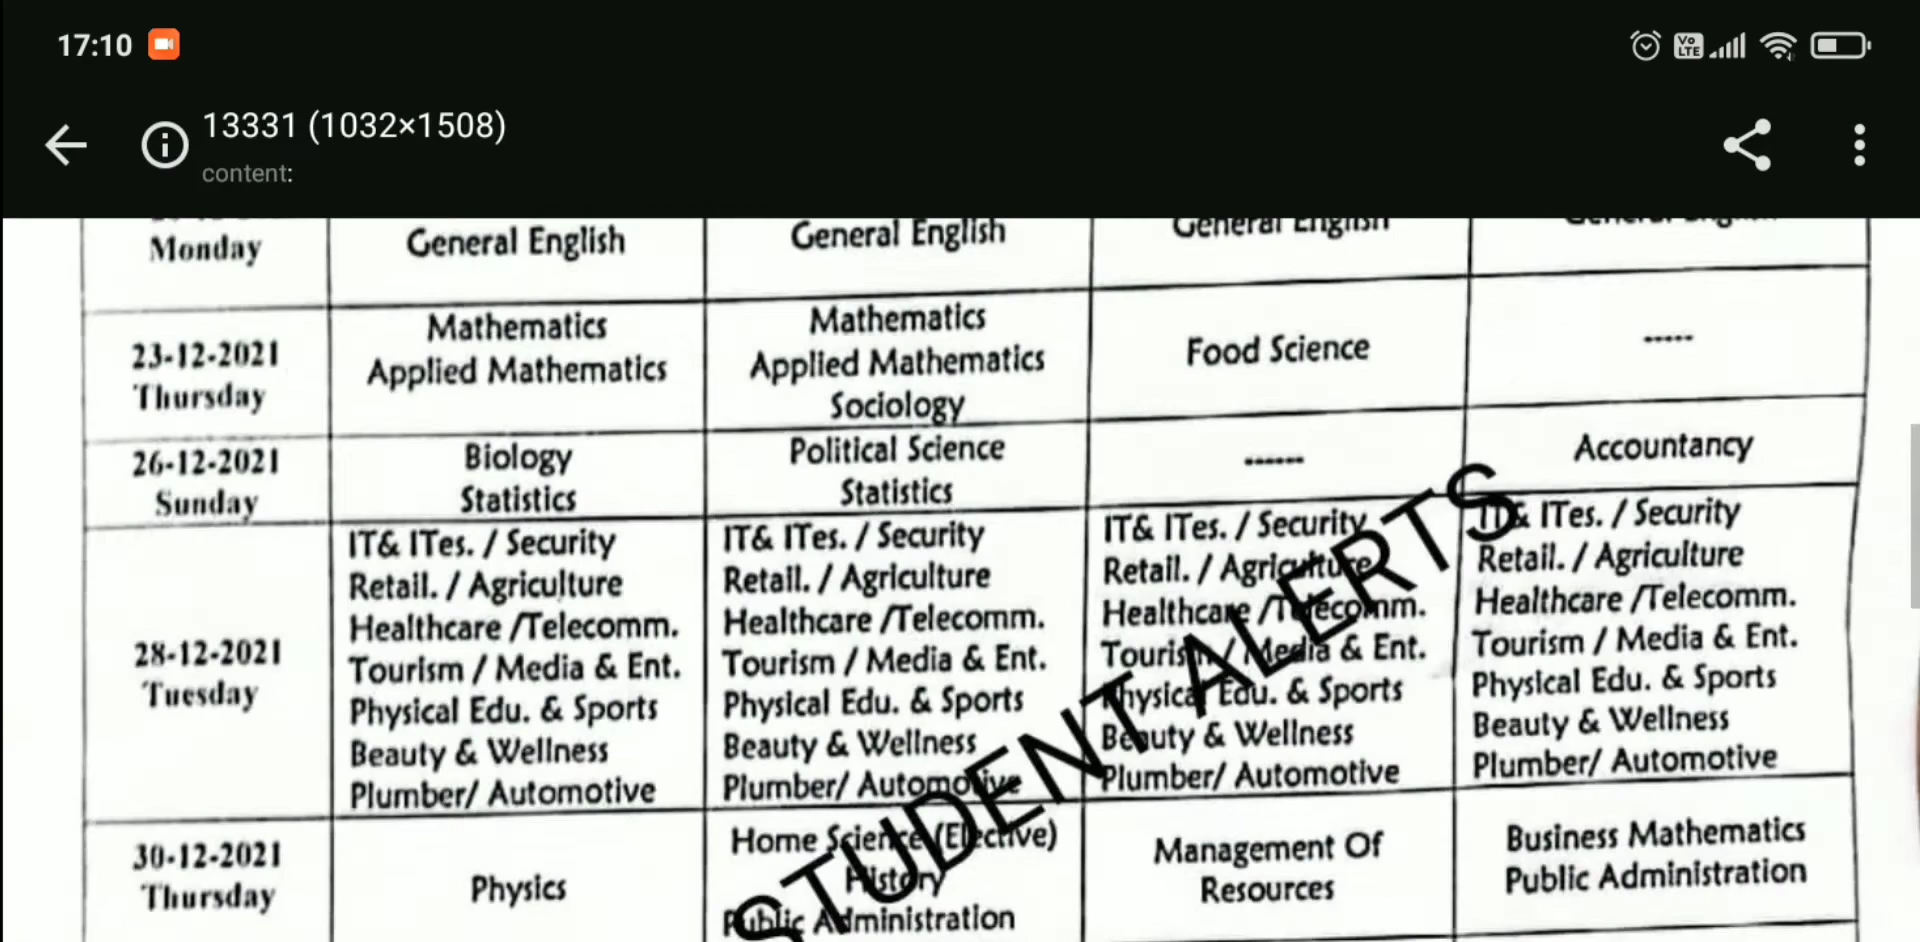 17:10
Vo LTE
13331 (1032×1508)
content:
Monday
General English
General English
General English
General English
23-12-2021
Thursday
Mathematics
Applied Mathematics
Mathematics
Applied Mathematics
Sociology
Food Science
-----
26-12-2021
Sunday
Biology
Statistics
Political Science
Statistics
------
Accountancy
28-12-2021
Tuesday
IT& ITes. / Security
Retail. / Agriculture
Healthcare /Telecomm.
Tourism / Media & Ent.
Physical Edu. & Sports
Beauty & Wellness
Plumber/ Automotive
IT& ITes. / Security
Retail. / Agriculture
Healthcare /Telecomm.
Tourism / Media & Ent.
Physical Edu. & Sports
Beauty & Wellness
Plumber/ Automotive
IT& ITes. / Security
Retail. / Agriculture
Healthcare /Telecomm.
Tourism / Media & Ent.
Physical Edu. & Sports
Beauty & Wellness
Plumber/ Automotive
IT& ITes. / Security
Retail. / Agriculture
Healthcare /Telecomm.
Tourism / Media & Ent.
Physical Edu. & Sports
Beauty & Wellness
Plumber/ Automotive
30-12-2021
Thursday
Physics
Home Science (Elective)
History
Public Administration
Management Of
Resources
Business Mathematics
Public Administration
STUDENT ALERTS